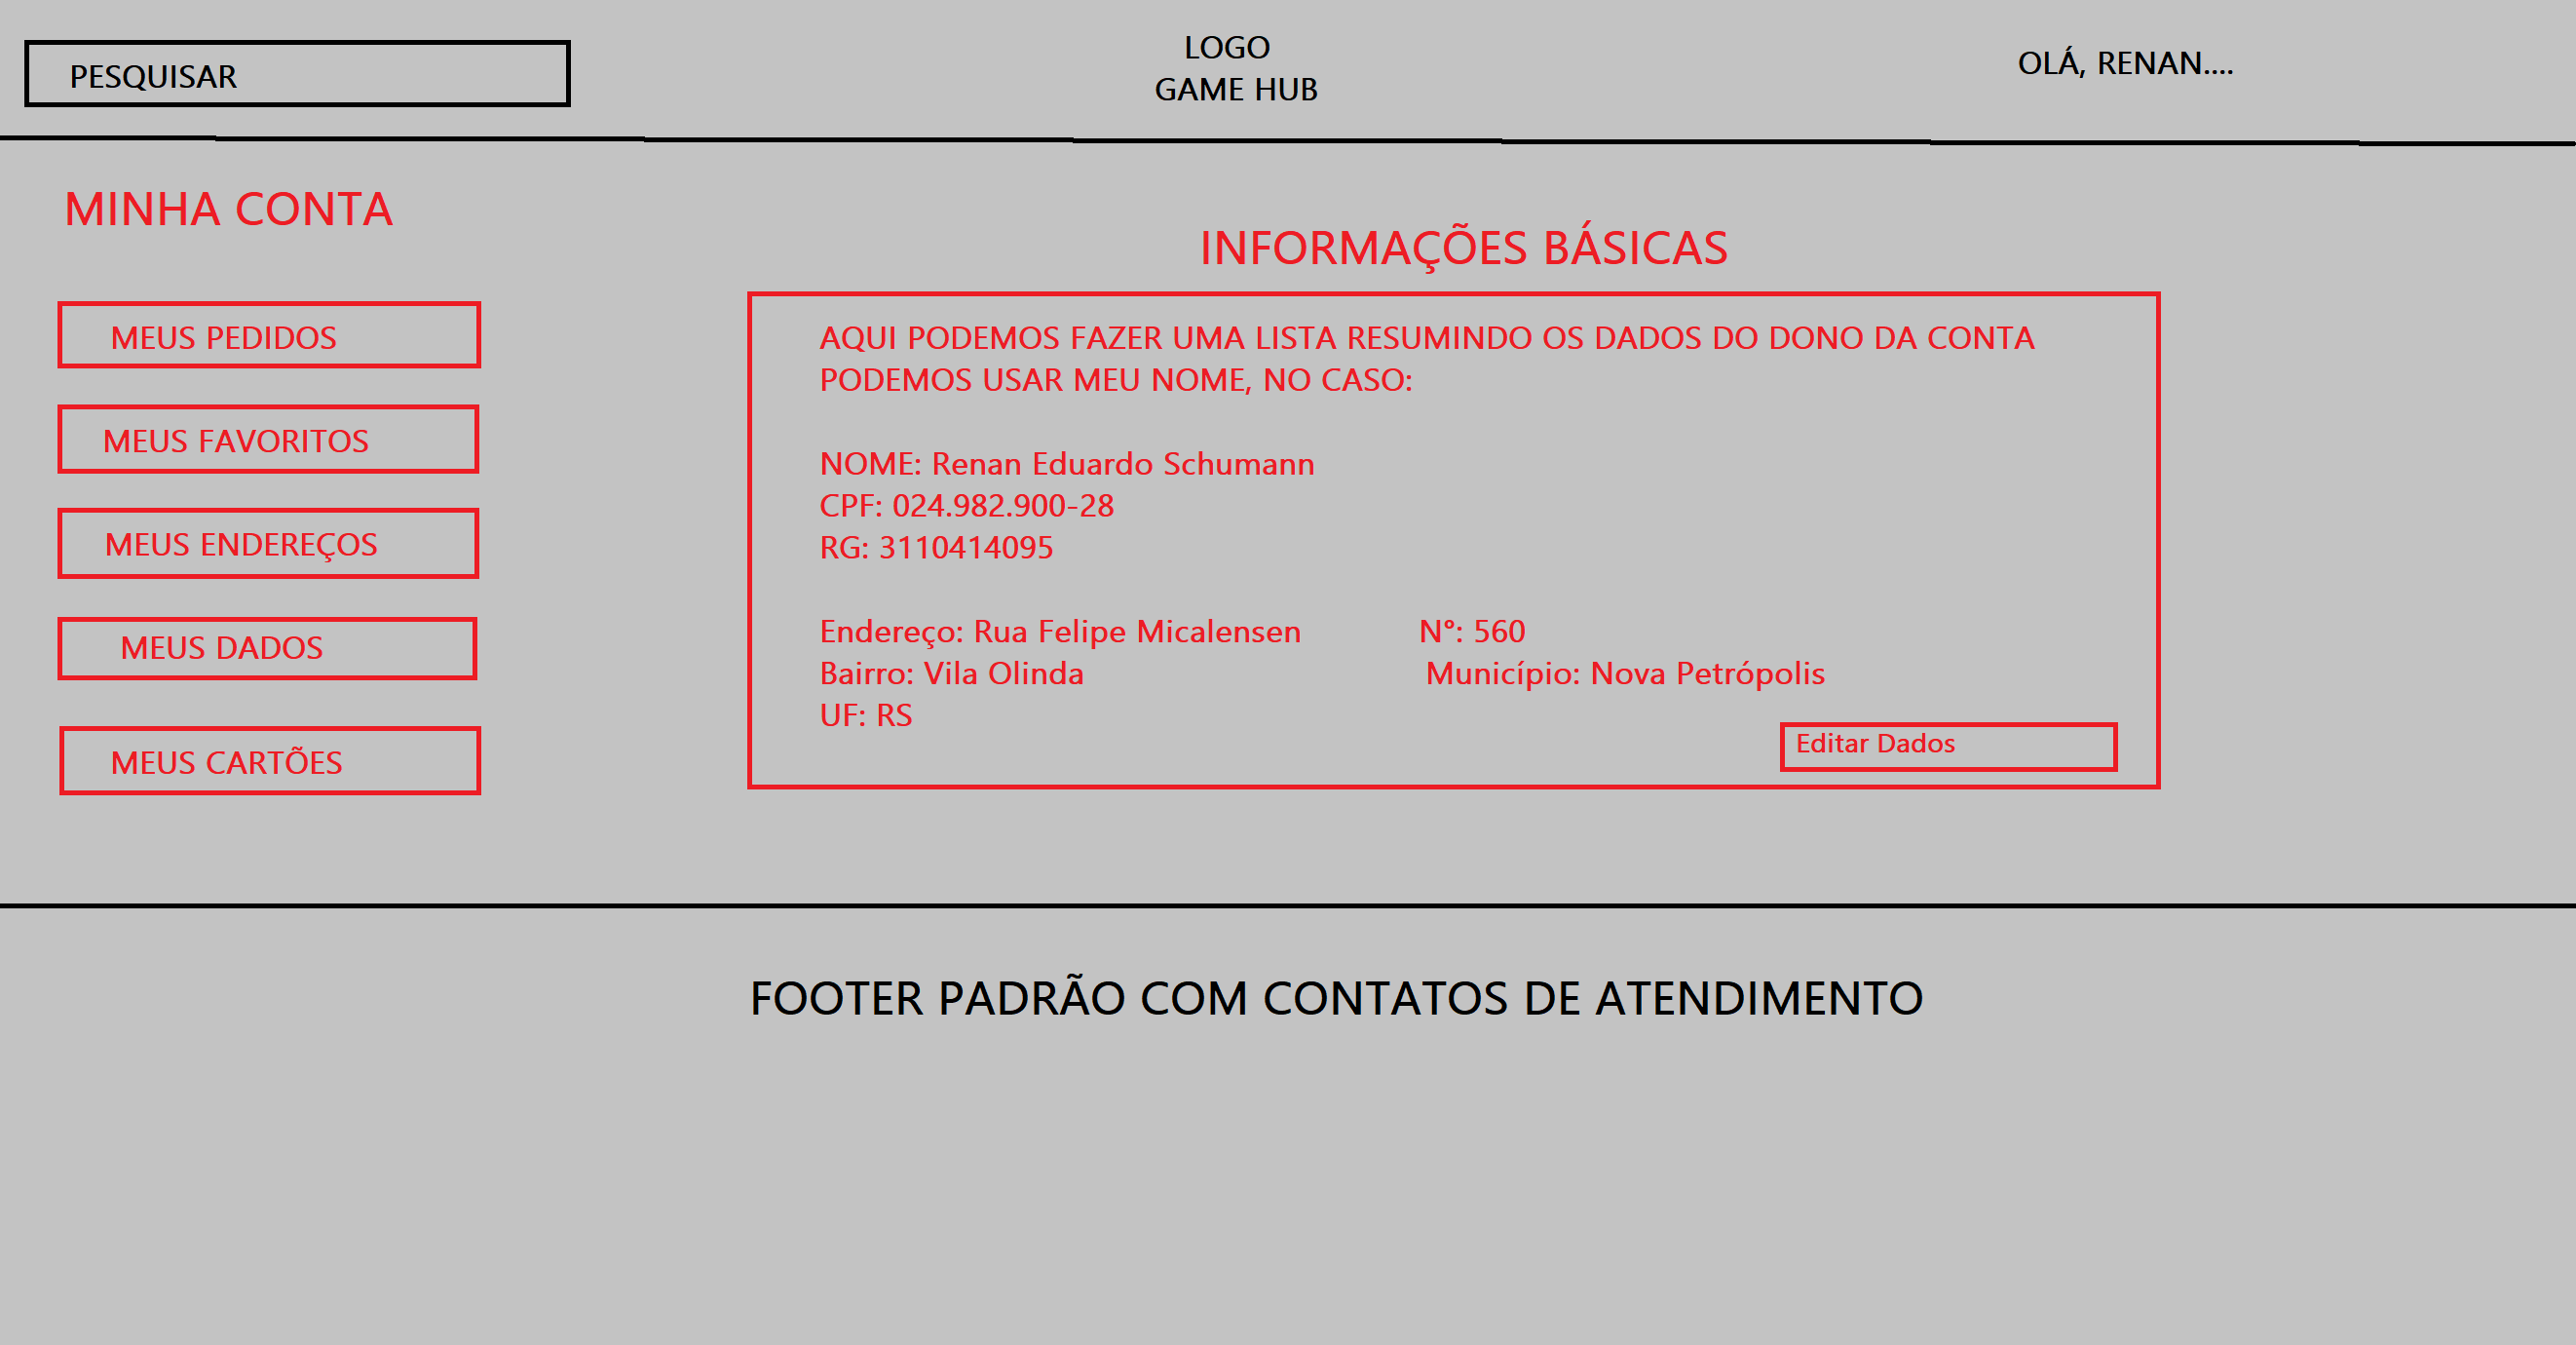 PESQUISAR
LOGO
GAME HUB
OLÁ, RENAN....
MINHA CONTA
MEUS PEDIDOS
MEUS FAVORITOS
MEUS ENDEREÇOS
MEUS DADOS
MEUS CARTÕES
INFORMAÇÕES BÁSICAS
AQUI PODEMOS FAZER UMA LISTA RESUMINDO OS DADOS DO DONO DA CONTA
PODEMOS USAR MEU NOME, NO CASO:
NOME: Renan Eduardo Schumann
CPF: 024.982.900-28
RG: 3110414095
Endereço: Rua Felipe Micalensen Nº: 560
Bairro: Vila Olinda Município: Nova Petrópolis
UF: RS
Editar Dados
FOOTER PADRÃO COM CONTATOS DE ATENDIMENTO